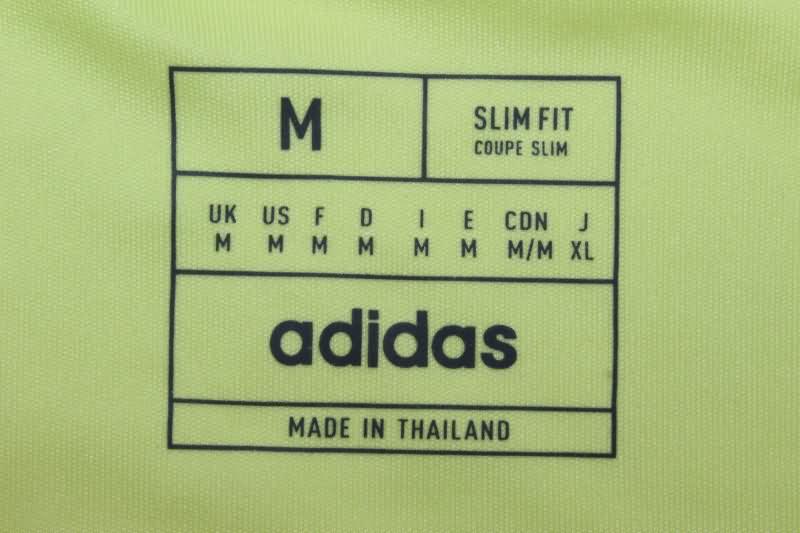 M
SLIM FIT
COUPE SLIM
UK US F D I E CDN J
M M M M M M M/M XL
adidas
MADE IN THAILAND